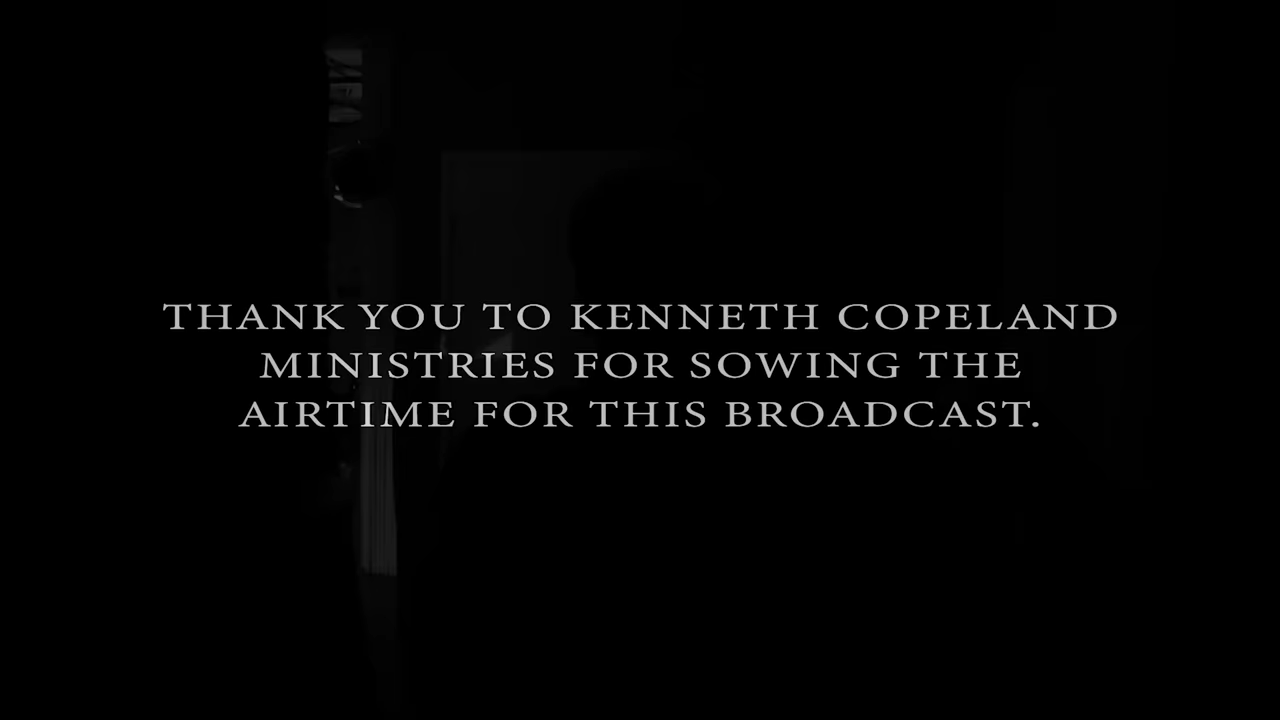 THANK YOU TO KENNETH COPELAND
MINISTRIES FOR SOWING THE
AIRTIME FOR THIS BROADCAST.